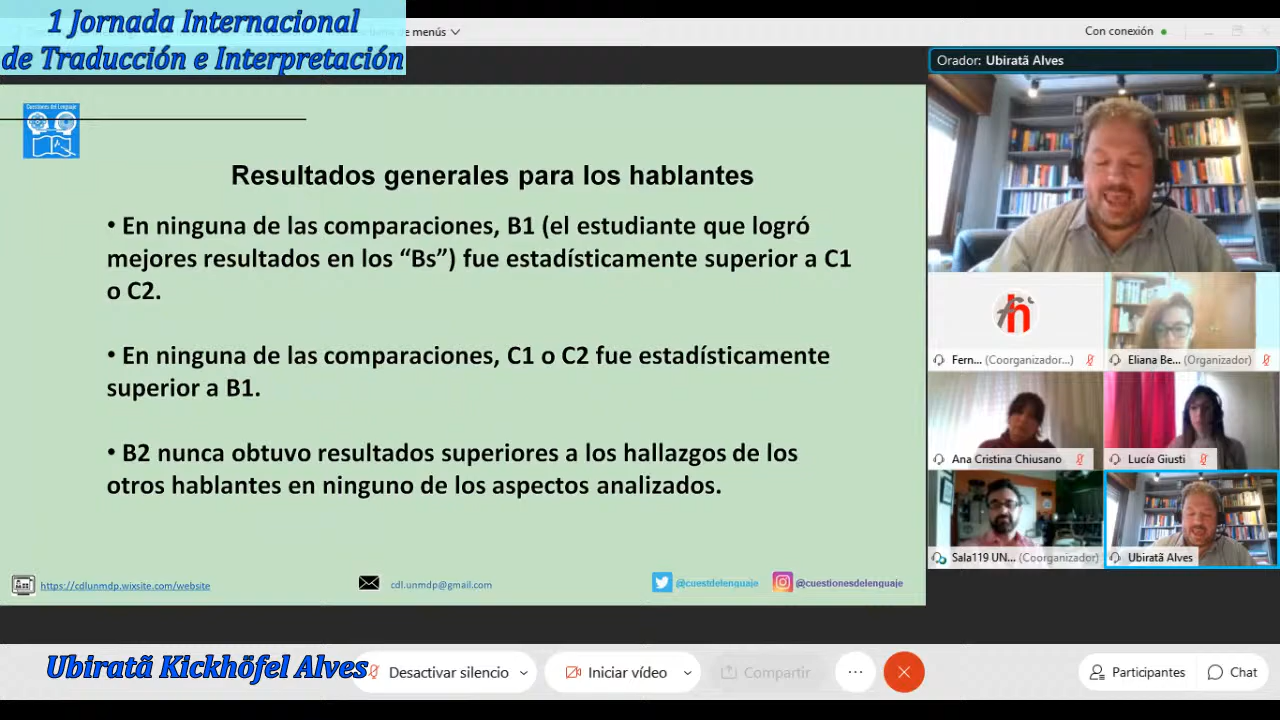 1 Jornada Internacional
de Traducción e Interpretación
de menús
Con conexión
Orador: Ubiratã Alves
Cuestiones del Lenguaje
Resultados generales para los hablantes
• En ninguna de las comparaciones, B1 (el estudiante que logró
mejores resultados en los “Bs”) fue estadísticamente superior a C1
o C2.
• En ninguna de las comparaciones, C1 o C2 fue estadísticamente
superior a B1.
• B2 nunca obtuvo resultados superiores a los hallazgos de los
otros hablantes en ninguno de los aspectos analizados.
https://cdlunmdp.wixsite.com/website
cdl.unmdp@gmail.com
@cuestdelenguaje
@cuestionesdelenguaje
Fern... (Coorganizador...)
Eliana Be... (Organizador)
Ana Cristina Chiusano
Lucía Giusti
Sala119 UN... (Coorganizador)
Ubiratã Alves
Ubiratã Kickhöfel Alves
Desactivar silencio
Iniciar vídeo
Compartir
Participantes
Chat